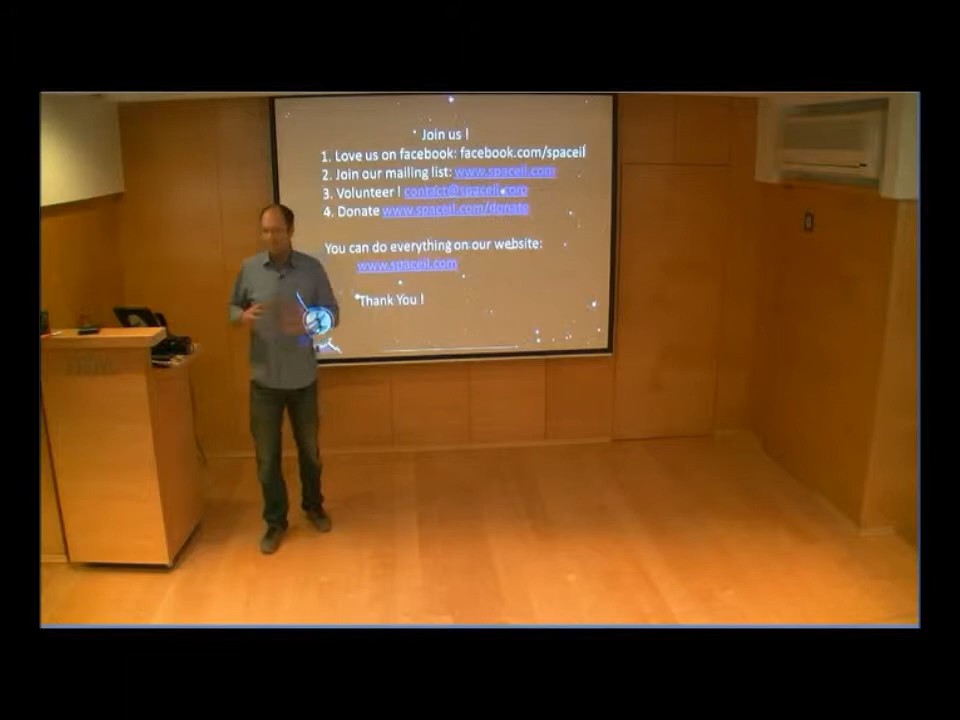 Join us !
1. Love us on facebook: facebook.com/spaceil
2. Join our mailing list: www.spaceil.com
3. Volunteer ! contact@spaceil.com
4. Donate www.spaceil.com/donate
You can do everything on our website:
www.spaceil.com
Thank You !